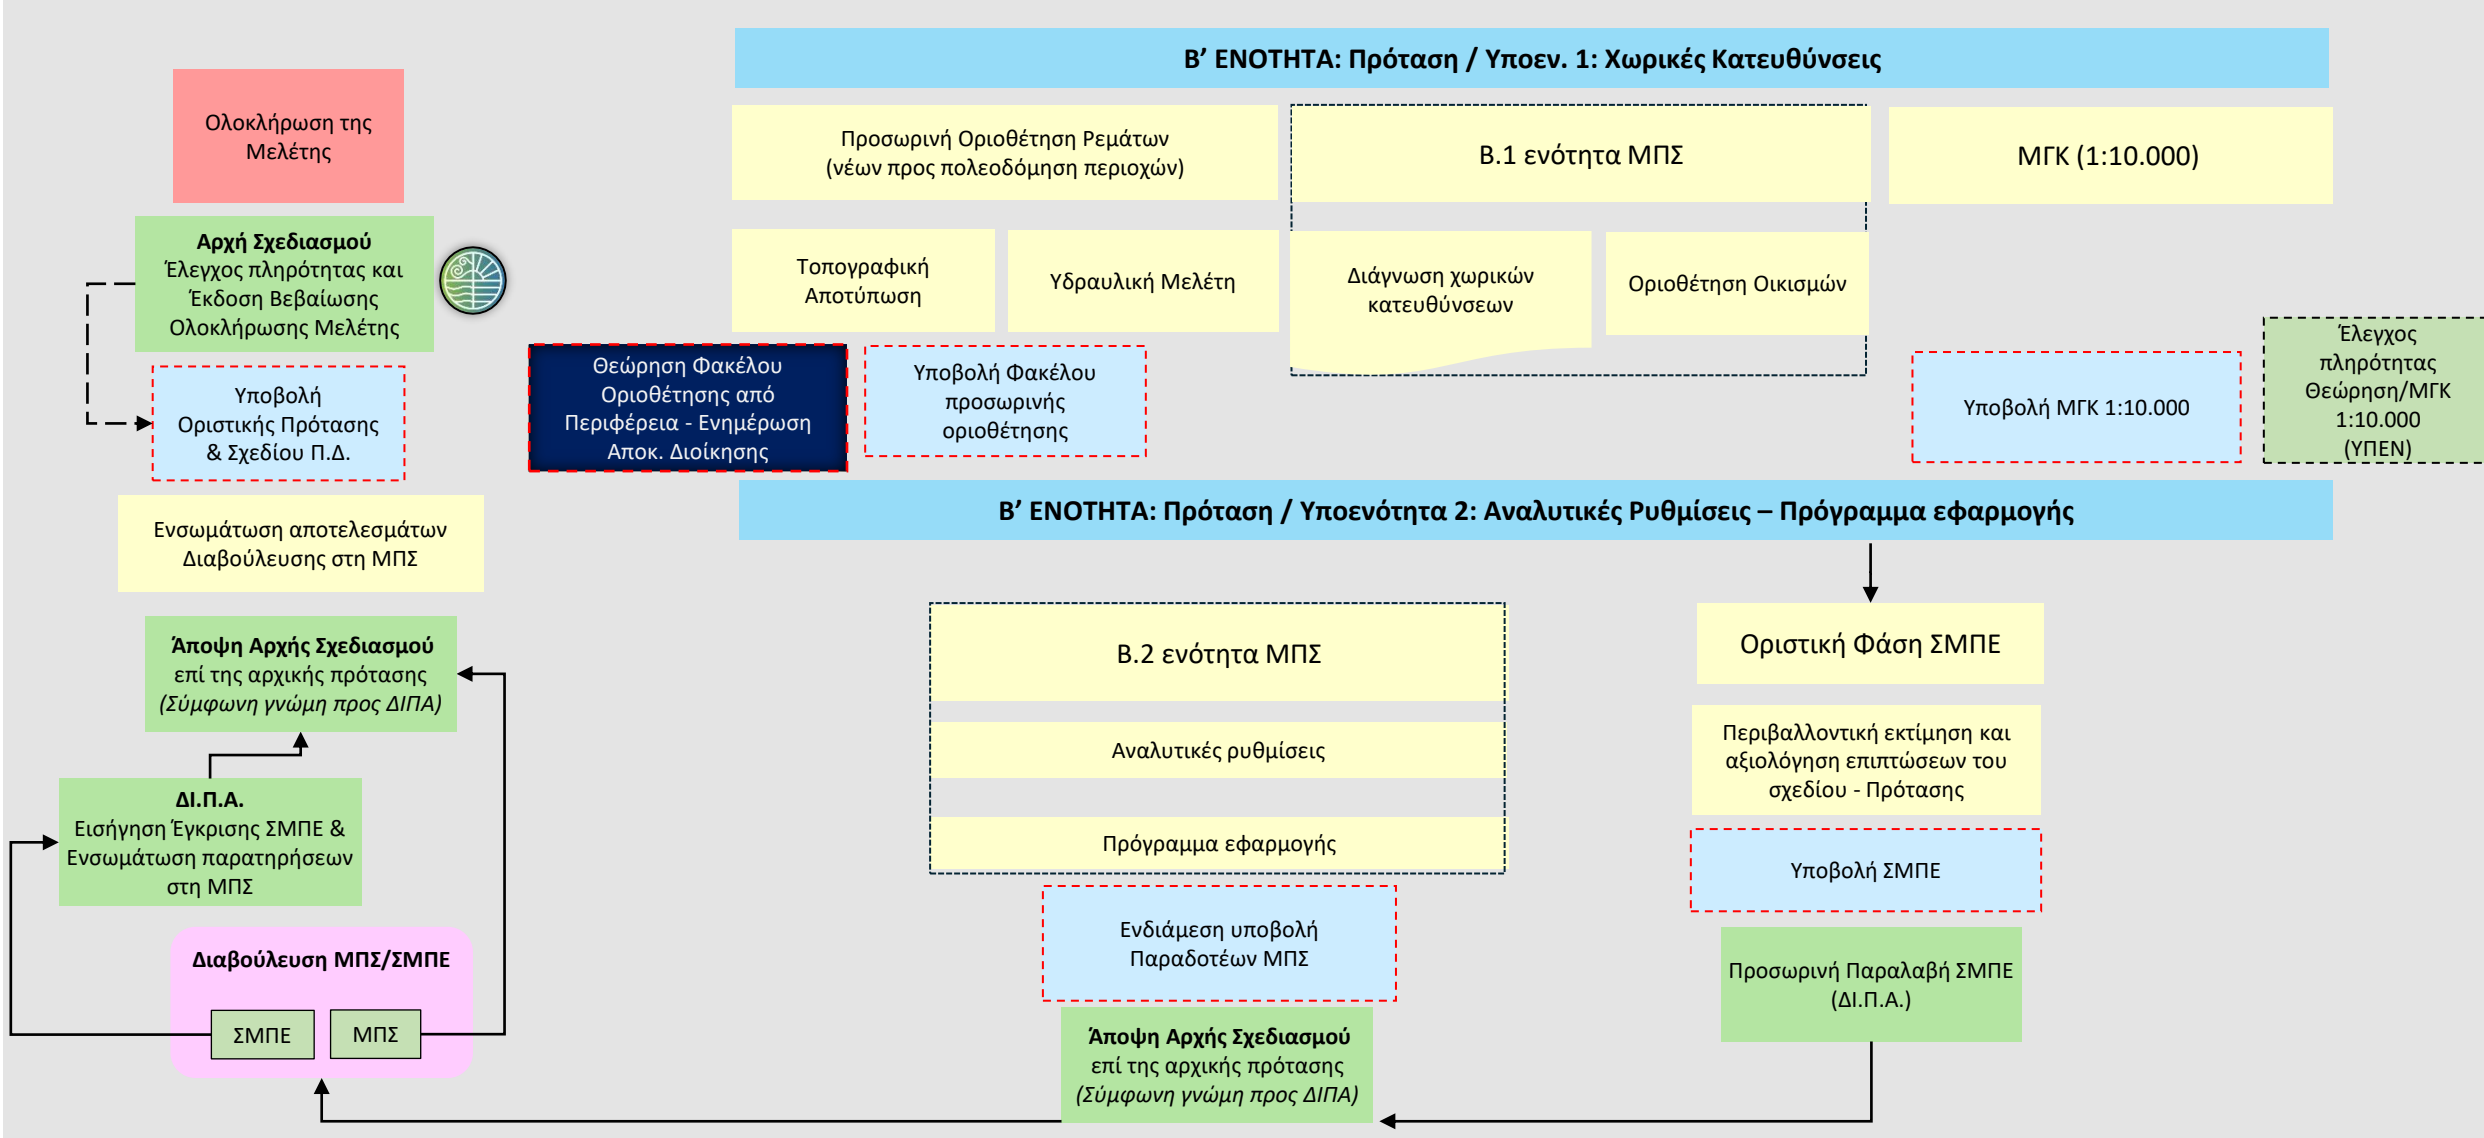 Β’ ΕΝΟΤΗΤΑ: Πρόταση / Υποεν. 1: Χωρικές Κατευθύνσεις
Προσωρινή Οριοθέτηση Ρεμάτων
(νέων προς πολεοδόμηση περιοχών)
Β.1 ενότητα ΜΠΣ
ΜΓΚ (1:10.000)
Τοπογραφική
Αποτύπωση
Υδραυλική Μελέτη
Διάγνωση χωρικών
κατευθύνσεων
Οριοθέτηση Οικισμών
Θεώρηση Φακέλου
Οριοθέτησης από
Περιφέρεια - Ενημέρωση
Αποκ. Διοίκησης
Υποβολή Φακέλου
προσωρινής
οριοθέτησης
Υποβολή ΜΓΚ 1:10.000
Έλεγχος
πληρότητας
Θεώρηση/ΜΓΚ
1:10.000
(ΥΠΕΝ)
Β’ ΕΝΟΤΗΤΑ: Πρόταση / Υποενότητα 2: Αναλυτικές Ρυθμίσεις – Πρόγραμμα εφαρμογής
Β.2 ενότητα ΜΠΣ
Αναλυτικές ρυθμίσεις
Πρόγραμμα εφαρμογής
Ενδιάμεση υποβολή
Παραδοτέων ΜΠΣ
Άποψη Αρχής Σχεδιασμού
επί της αρχικής πρότασης
(Σύμφωνη γνώμη προς ΔΙΠΑ)
Οριστική Φάση ΣΜΠΕ
Περιβαλλοντική εκτίμηση και
αξιολόγηση επιπτώσεων του
σχεδίου - Πρότασης
Υποβολή ΣΜΠΕ
Προσωρινή Παραλαβή ΣΜΠΕ
(ΔΙ.Π.Α.)
Ολοκλήρωση της
Μελέτης
Αρχή Σχεδιασμού
Έλεγχος πληρότητας και
Έκδοση Βεβαίωσης
Ολοκλήρωσης Μελέτης
Υποβολή
Οριστικής Πρότασης
& Σχεδίου Π.Δ.
Ενσωμάτωση αποτελεσμάτων
Διαβούλευσης στη ΜΠΣ
Άποψη Αρχής Σχεδιασμού
επί της αρχικής πρότασης
(Σύμφωνη γνώμη προς ΔΙΠΑ)
ΔΙ.Π.Α.
Εισήγηση Έγκρισης ΣΜΠΕ &
Ενσωμάτωση παρατηρήσεων
στη ΜΠΣ
Διαβούλευση ΜΠΣ/ΣΜΠΕ
ΣΜΠΕ
ΜΠΣ